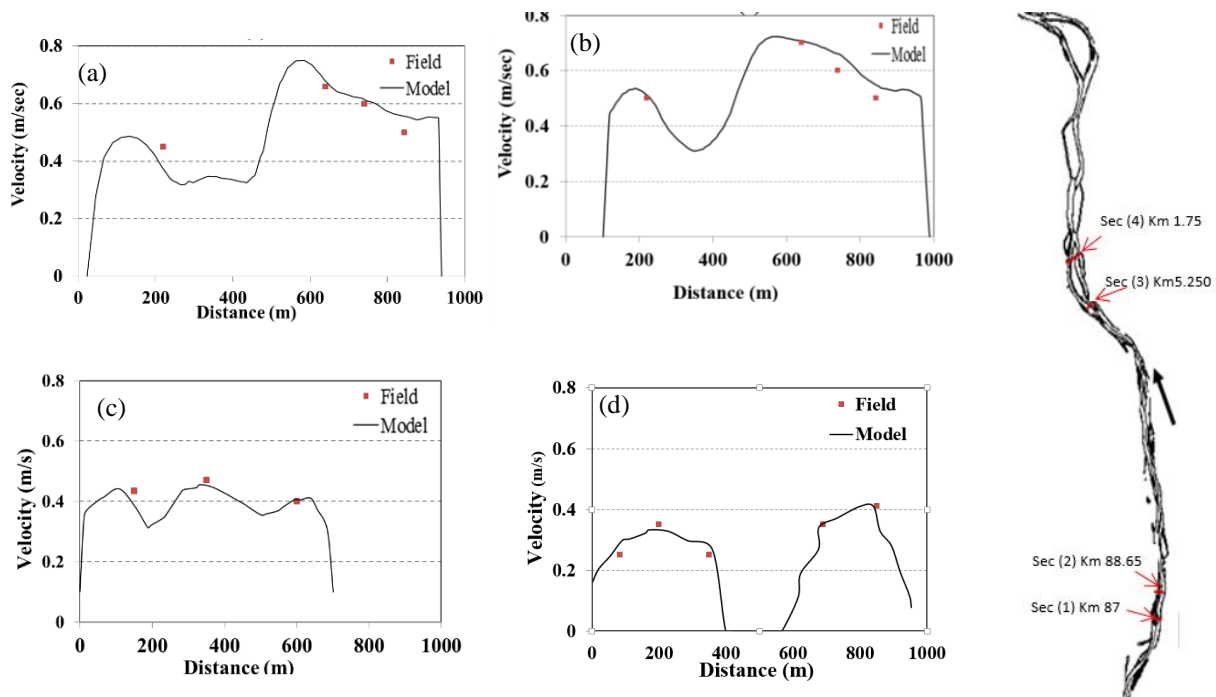 (a)
Field
Model
Velocity (m/sec)
0.8
0.6
0.4
0.2
0
0 200 400 600 800 1000
Distance (m)
(b)
Field
Model
Velocity (m/sec)
0.8
0.6
0.4
0.2
0
0 200 400 600 800 1000
Distance (m)
(c)
Field
Model
Velocity (m/s)
0.8
0.6
0.4
0.2
0
0 200 400 600 800 1000
Distance (m)
(d)
Field
Model
Velocity (m/s)
0.8
0.6
0.4
0.2
0
0 200 400 600 800 1000
Distance (m)
Sec (4) Km 1.75
Sec (3) Km5.250
Sec (2) Km 88.65
Sec (1) Km 87